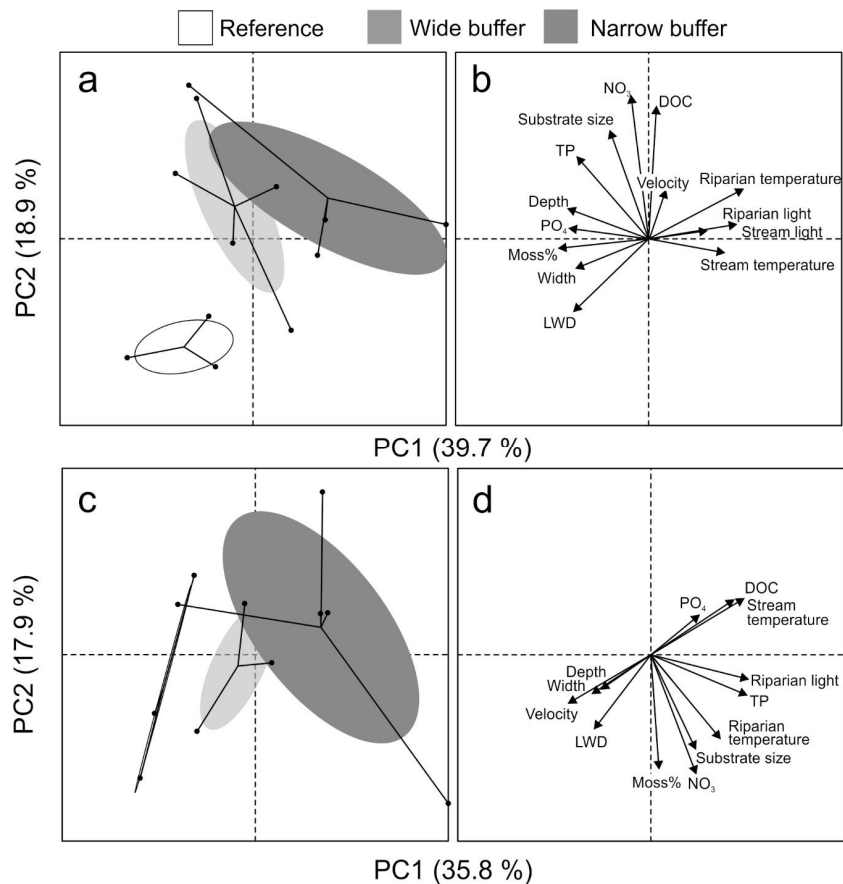 Reference Wide buffer Narrow buffer
a
b
NO3
DOC
Substrate size
TP
Velocity
Riparian temperature
Depth
Riparian light
PO4
Stream light
Moss%
Stream temperature
Width
LWD
PC2 (18.9 %)
PC1 (39.7 %)
c
d
DOC
PO4
Stream
temperature
Depth
Width
Riparian light
TP
Velocity
Riparian
temperature
LWD
Substrate size
Moss%
NO3
PC2 (17.9 %)
PC1 (35.8 %)